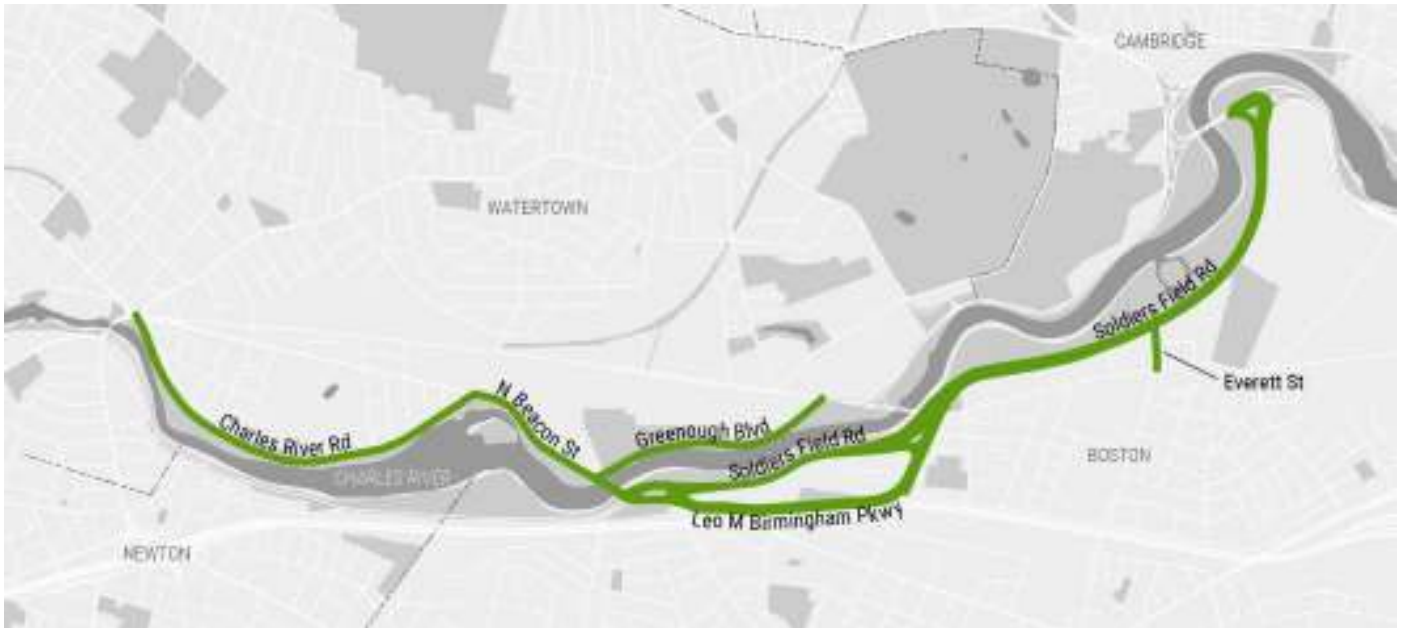 CAMBRIDGE
WATERTOWN
Soldiers Field Rd
Everett St
N Beacon St
Charles River Rd
Greenough Blvd
Soldiers Field Rd
BOSTON
CHARLES RIVER
Leo M Birmingham Pkwy
NEWTON